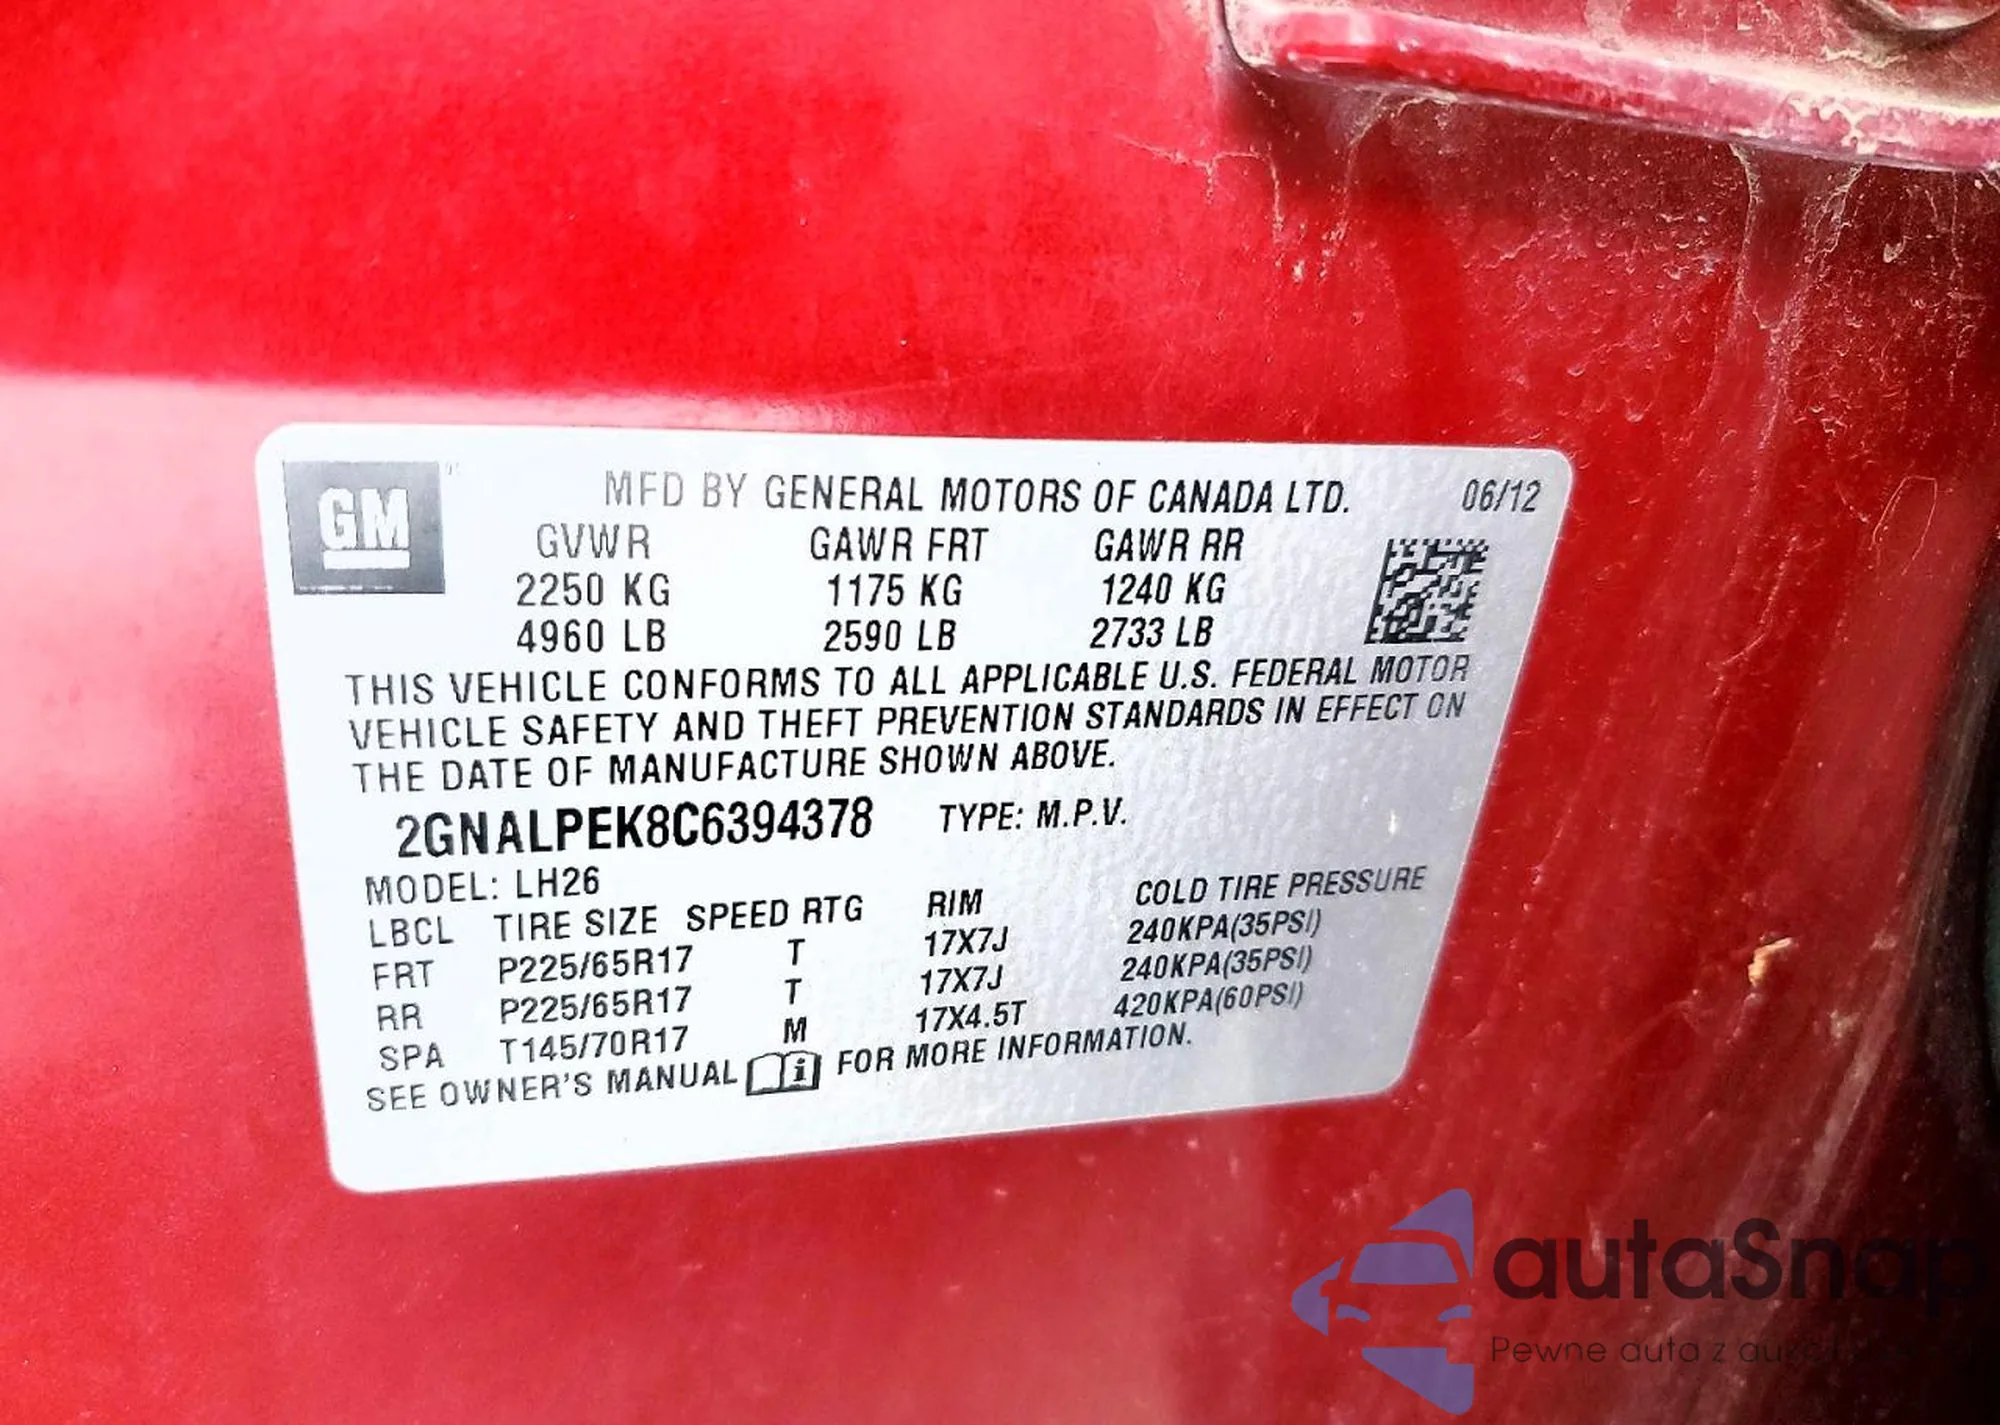 GM
MFD BY GENERAL MOTORS OF CANADA LTD. 06/12
GVWR GAWR FRT GAWR RR
2250 KG 1175 KG 1240 KG
4960 LB 2590 LB 2733 LB
THIS VEHICLE CONFORMS TO ALL APPLICABLE U.S. FEDERAL MOTOR
VEHICLE SAFETY AND THEFT PREVENTION STANDARDS IN EFFECT ON
THE DATE OF MANUFACTURE SHOWN ABOVE.
2GNALPEK8C6394378 TYPE: M.P.V.
MODEL: LH26
LBCL TIRE SIZE SPEED RTG RIM COLD TIRE PRESSURE
FRT P225/65R17 T 17X7J 240KPA(35PSI)
RR P225/65R17 T 17X7J 240KPA(35PSI)
SPA T145/70R17 M 17X4.5T 420KPA(60PSI)
SEE OWNER'S MANUAL i FOR MORE INFORMATION.
autaSnap
Pewne auta z